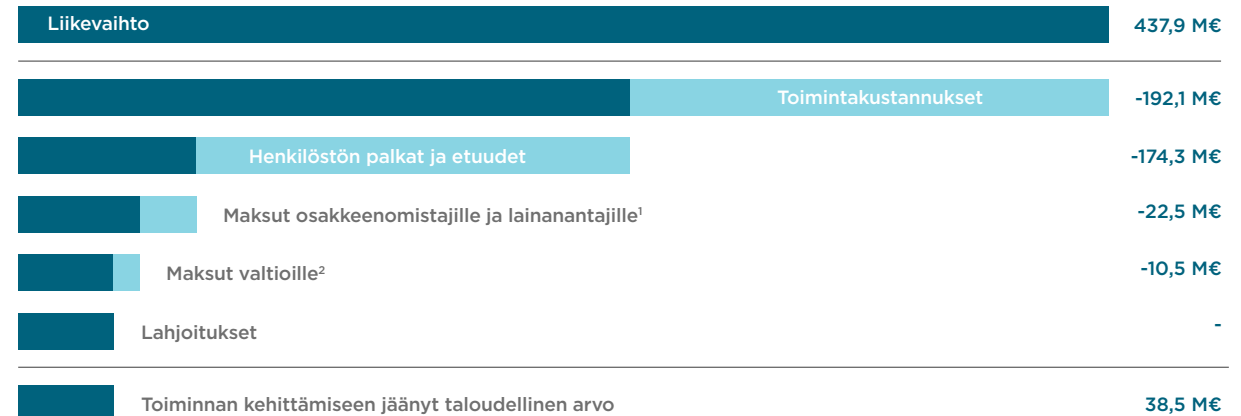 Liikevaihto 437,9 M€
Toimintakustannukset -192,1 M€
Henkilöstön palkat ja etuudet -174,3 M€
Maksut osakkeenomistajille ja lainanantajille¹ -22,5 M€
Maksut valtioille² -10,5 M€
Lahjoitukset -
Toiminnan kehittämiseen jäänyt taloudellinen arvo 38,5 M€